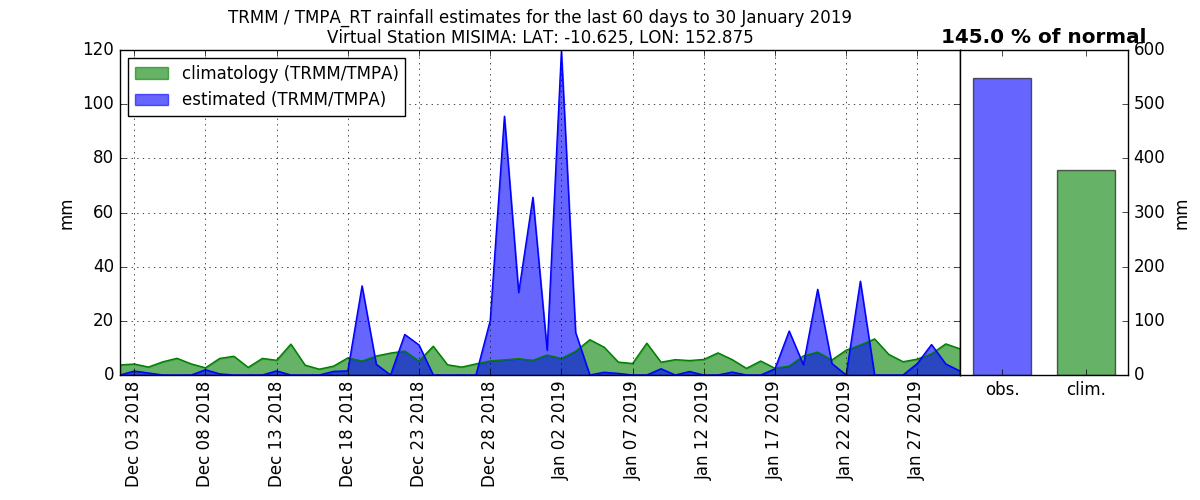 TRMM / TMPA_RT rainfall estimates for the last 60 days to 30 January 2019
Virtual Station MISIMA: LAT: -10.625, LON: 152.875
145.0 % of normal
climatology (TRMM/TMPA)
estimated (TRMM/TMPA)
120
100
80
60
40
20
0
mm
Dec 03 2018
Dec 08 2018
Dec 13 2018
Dec 18 2018
Dec 23 2018
Dec 28 2018
Jan 02 2019
Jan 07 2019
Jan 12 2019
Jan 17 2019
Jan 22 2019
Jan 27 2019
obs.
clim.
600
500
400
300
200
100
0
mm